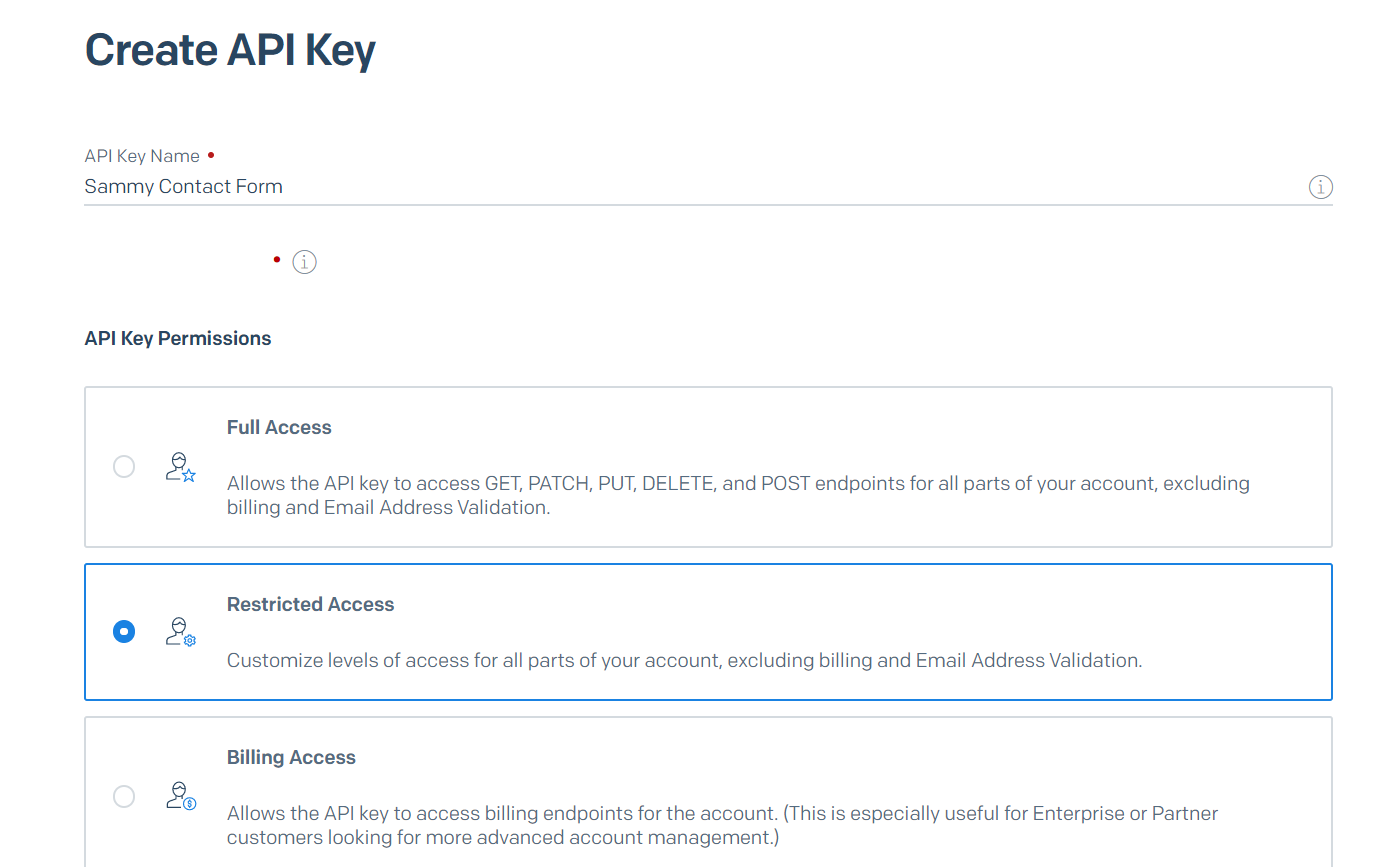 Create API Key
API Key Name •
Sammy Contact Form
•
API Key Permissions
Full Access
Allows the API key to access GET, PATCH, PUT, DELETE, and POST endpoints for all parts of your account, excluding
billing and Email Address Validation.
Restricted Access
Customize levels of access for all parts of your account, excluding billing and Email Address Validation.
Billing Access
Allows the API key to access billing endpoints for the account. (This is especially useful for Enterprise or Partner
customers looking for more advanced account management.)